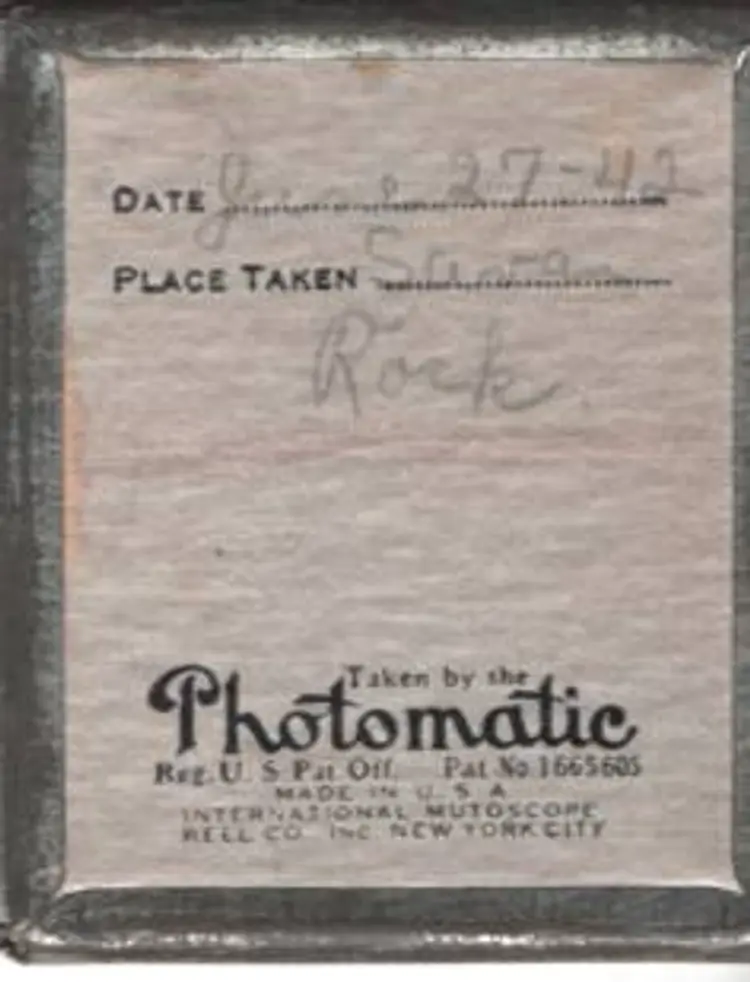 DATE June 27-42
PLACE TAKEN
Rock
Taken by the
Photomatic
Reg. U. S. Pat. Off. Pat. No. 1665605
MADE IN U. S. A
INTERNATIONAL MUTOSCOPE
REEL CO. INC. NEW YORK CITY